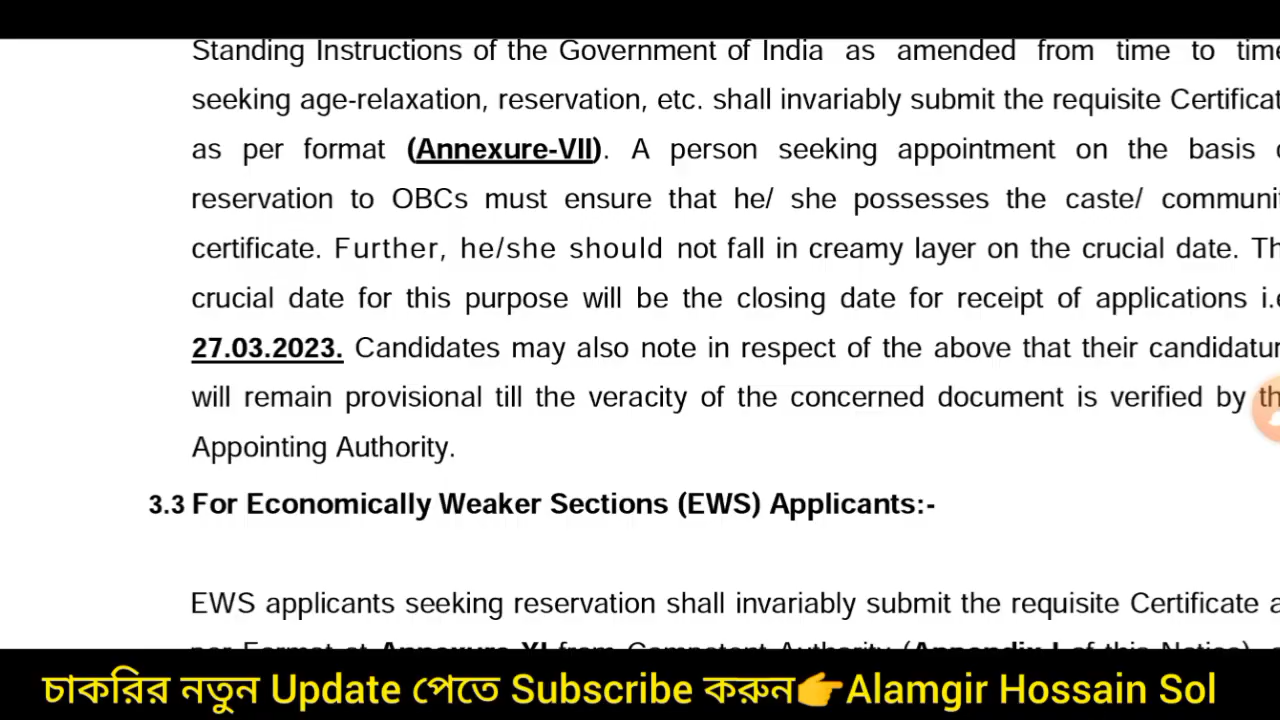 Standing Instructions of the Government of India as amended from time to
seeking age-relaxation, reservation, etc. shall invariably submit the requisite
as per format (Annexure-VII). A person seeking appointment on the basis
reservation to OBCs must ensure that he/ she possesses the caste/
certificate. Further, he/she should not fall in creamy layer on the crucial date.
crucial date for this purpose will be the closing date for receipt of applications
27.03.2023. Candidates may also note in respect of the above that their
will remain provisional till the veracity of the concerned document is verified by
Appointing Authority.
3.3 For Economically Weaker Sections (EWS) Applicants:-
EWS applicants seeking reservation shall invariably submit the requisite Certificate
চাকরির নতুন Update পেতে Subscribe করুন👉Alamgir Hossain Sol